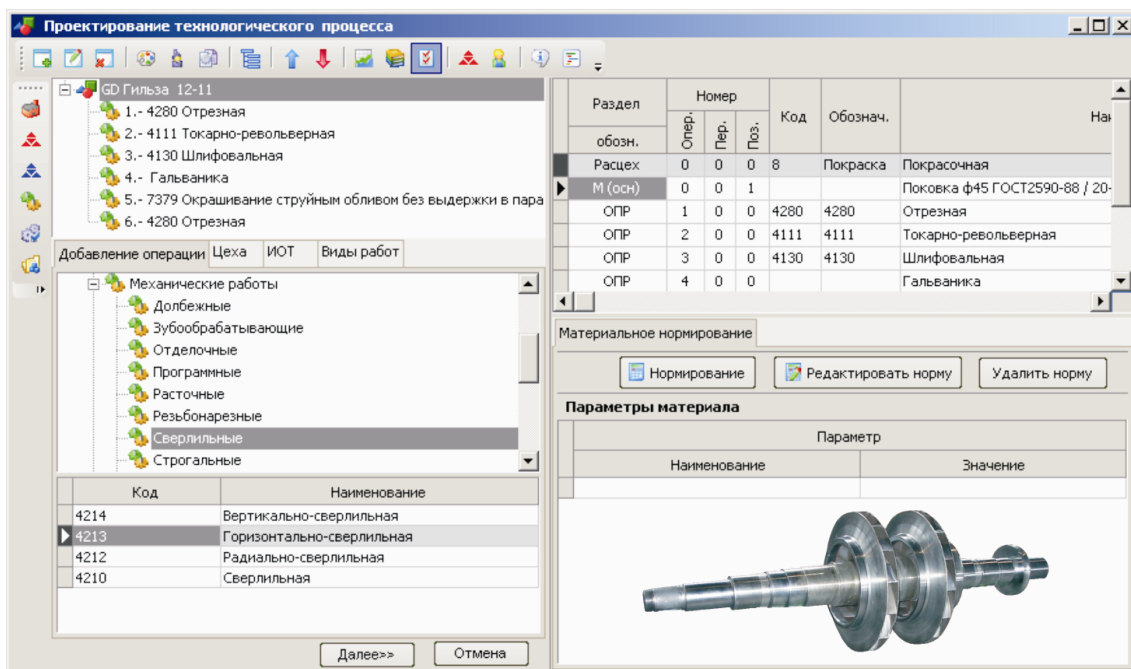 Проектирование технологического процесса
GD Гильза 12-11
1.- 4280 Отрезная
2.- 4111 Токарно-револьверная
3.- 4130 Шлифовальная
4.- Гальваника
5.- 7379 Окрашивание струйным обливом без выдержки в пара
6.- 4280 Отрезная
Добавление операции Цеха ИОТ Виды работ
Механические работы
Долбежные
Зубообрабатывающие
Отделочные
Программные
Расточные
Резьбонарезные
Сверлильные
Строгальные
Код Наименование
4214 Вертикально-сверлильная
4213 Горизонтально-сверлильная
4212 Радиально-сверлильная
4210 Сверлильная
Далее>> Отмена
Раздел Номер Код Обознач. Наи
обозн. Опер. Пер. Поз.
Расцех 0 0 0 8 Покраска Покрасочная
М (осн) 0 0 1 Поковка ф45 ГОСТ2590-88 / 20-
ОПР 1 0 0 4280 4280 Отрезная
ОПР 2 0 0 4111 4111 Токарно-револьверная
ОПР 3 0 0 4130 4130 Шлифовальная
ОПР 4 0 0 Гальваника
Материальное нормирование
Нормирование Редактировать норму Удалить норму
Параметры материала
Параметр
Наименование Значение